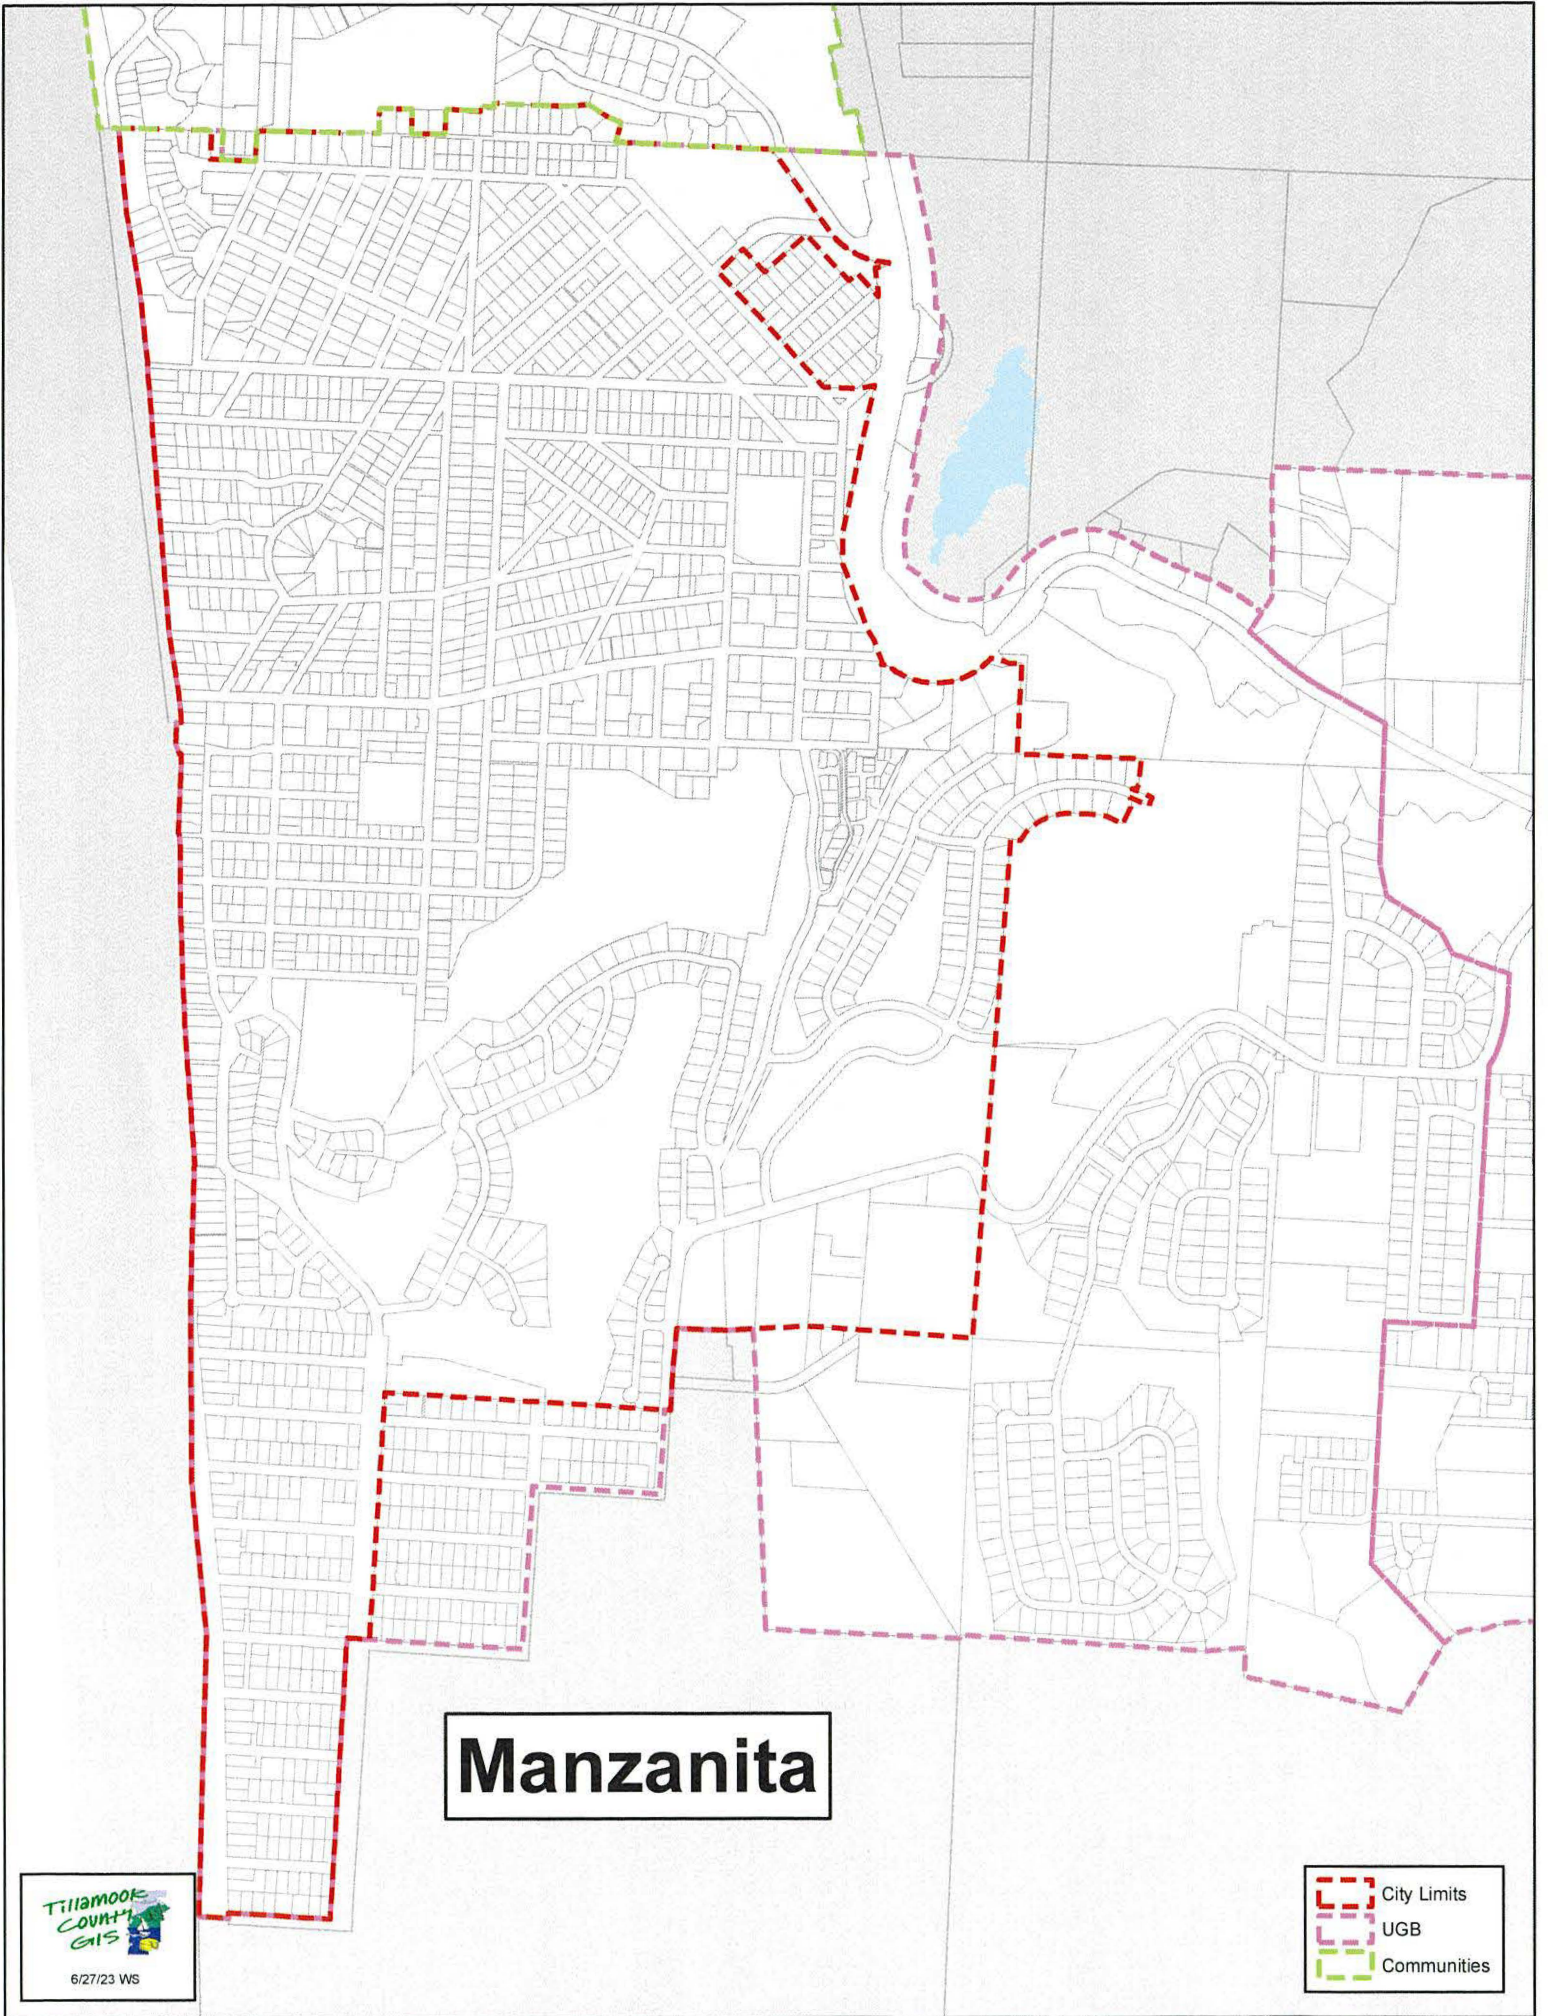 Manzanita
Tillamook
County
GIS
6/27/23 WS
City Limits
UGB
Communities